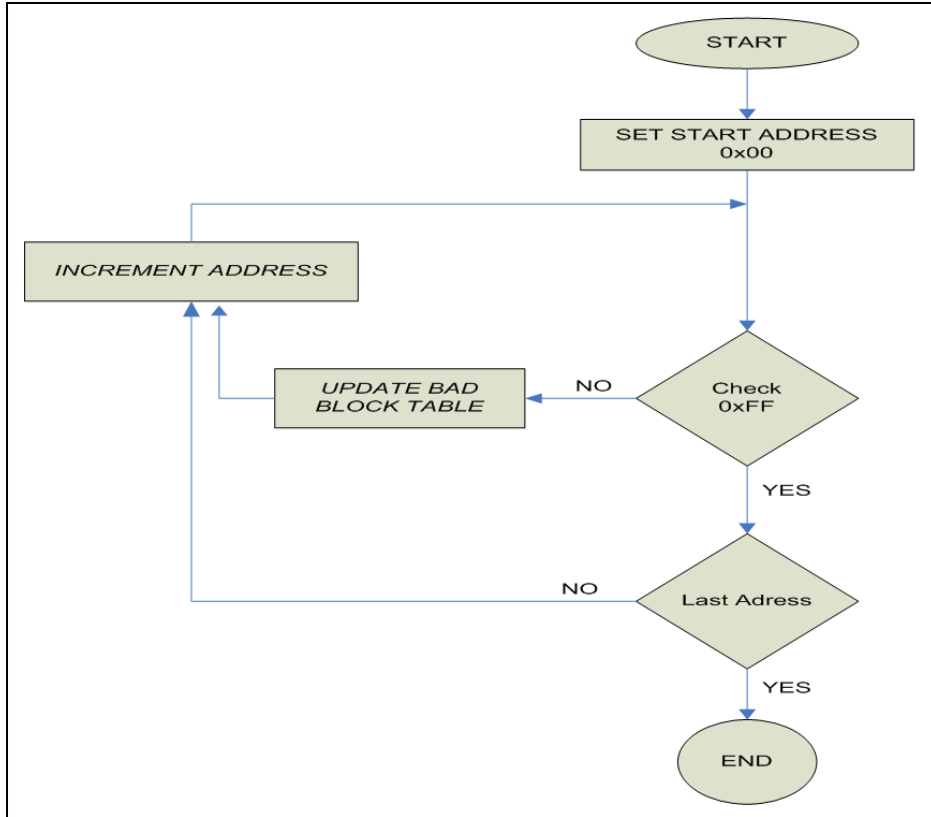 START
SET START ADDRESS
0x00
INCREMENT ADDRESS
UPDATE BAD
BLOCK TABLE
NO
Check
0xFF
YES
NO
Last Adress
YES
END